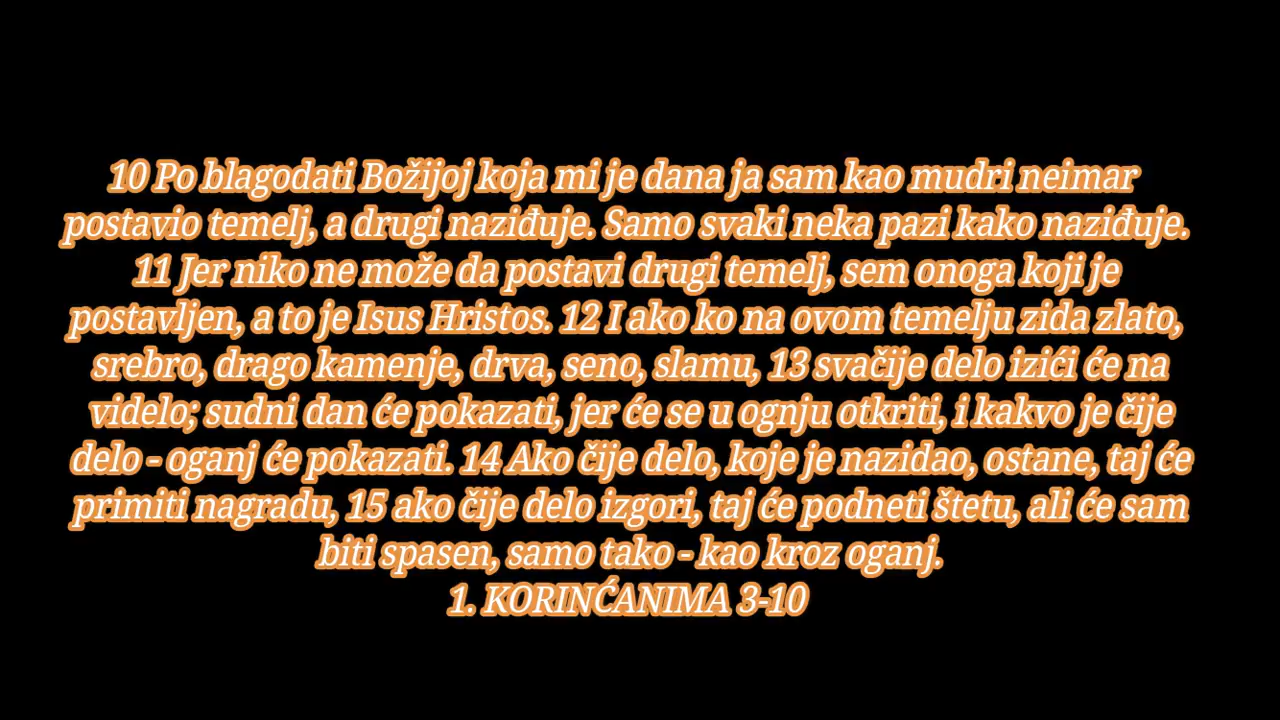 10 Po blagodati Božijoj koja mi je dana ja sam kao mudri neimar
postavio temelj, a drugi naziđuje. Samo svaki neka pazi kako naziđuje.
11 Jer niko ne može da postavi drugi temelj, sem onoga koji je
postavljen, a to je Isus Hristos. 12 I ako ko na ovom temelju zida zlato,
srebro, drago kamenje, drva, seno, slamu, 13 svačije delo izići će na
videlo; sudni dan će pokazati, jer će se u ognju otkriti, i kakvo je čije
delo - oganj će pokazati. 14 Ako čije delo, koje je nazidao, ostane, taj će
primiti nagradu, 15 ako čije delo izgori, taj će podneti štetu, ali će sam
biti spasen, samo tako - kao kroz oganj.
1. KORINĆANIMA 3-10